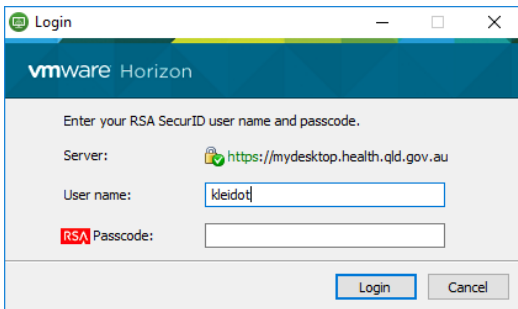 Login
vmware Horizon
Enter your RSA SecurID user name and passcode.
Server: https://mydesktop.health.qld.gov.au
User name: kleidot
RSA Passcode:
Login Cancel